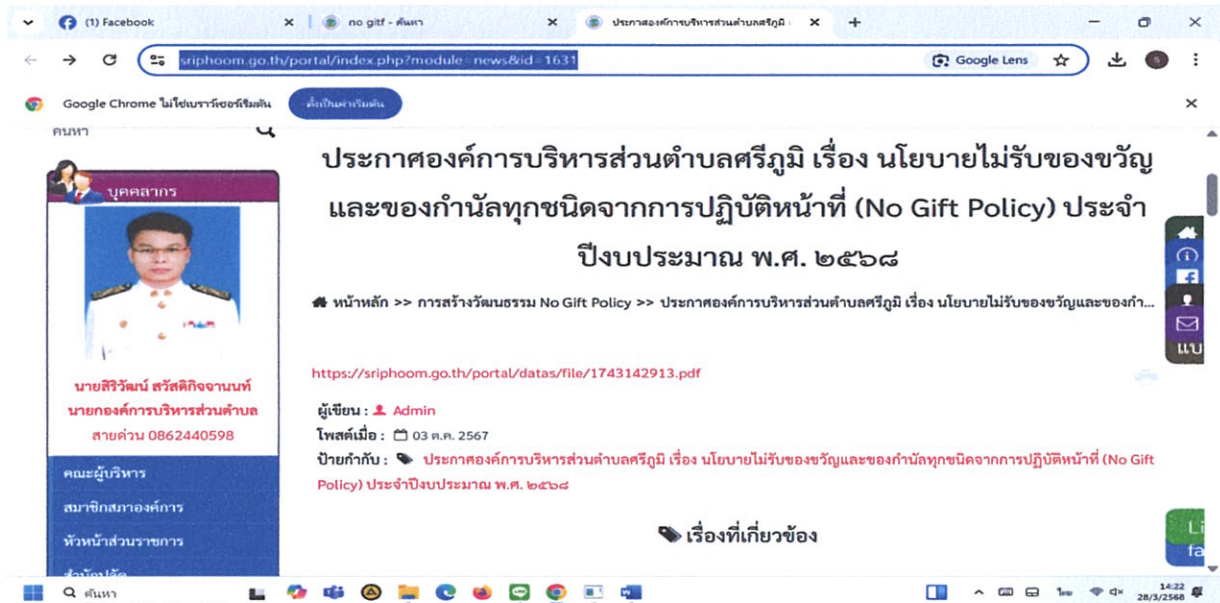 (1) Facebook
no gitf - ค้นหา
ประกาศองค์การบริหารส่วนตำบลศรีภูมิ
sriphoom.go.th/portal/index.php?module=news&id=1631
Google Lens
Google Chrome ไม่ใช่เบราว์เซอร์เริ่มต้น
ตั้งเป็นค่าเริ่มต้น
ค้นหา
บุคคลากร
นายสิริวัฒน์ สวัสดิกิจจานนท์
นายกองค์การบริหารส่วนตำบล
สายด่วน 0862440598
คณะผู้บริหาร
สมาชิกสภาองค์การ
หัวหน้าส่วนราชการ
สำนักปลัด
ประกาศองค์การบริหารส่วนตำบลศรีภูมิ เรื่อง นโยบายไม่รับของขวัญ
และของกำนัลทุกชนิดจากการปฏิบัติหน้าที่ (No Gift Policy) ประจำ
ปีงบประมาณ พ.ศ. ๒๕๖๘
หน้าหลัก >> การสร้างวัฒนธรรม No Gift Policy >> ประกาศองค์การบริหารส่วนตำบลศรีภูมิ เรื่อง นโยบายไม่รับของขวัญและของกำ...
https://sriphoom.go.th/portal/datas/file/1743142913.pdf
ผู้เขียน : Admin
โพสต์เมื่อ : 03 ต.ค. 2567
ป้ายกำกับ : ประกาศองค์การบริหารส่วนตำบลศรีภูมิ เรื่อง นโยบายไม่รับของขวัญและของกำนัลทุกชนิดจากการปฏิบัติหน้าที่ (No Gift
Policy) ประจำปีงบประมาณ พ.ศ. ๒๕๖๘
เรื่องที่เกี่ยวข้อง
แบ
Li
fa
ค้นหา
ไทย
14:22
28/3/2568